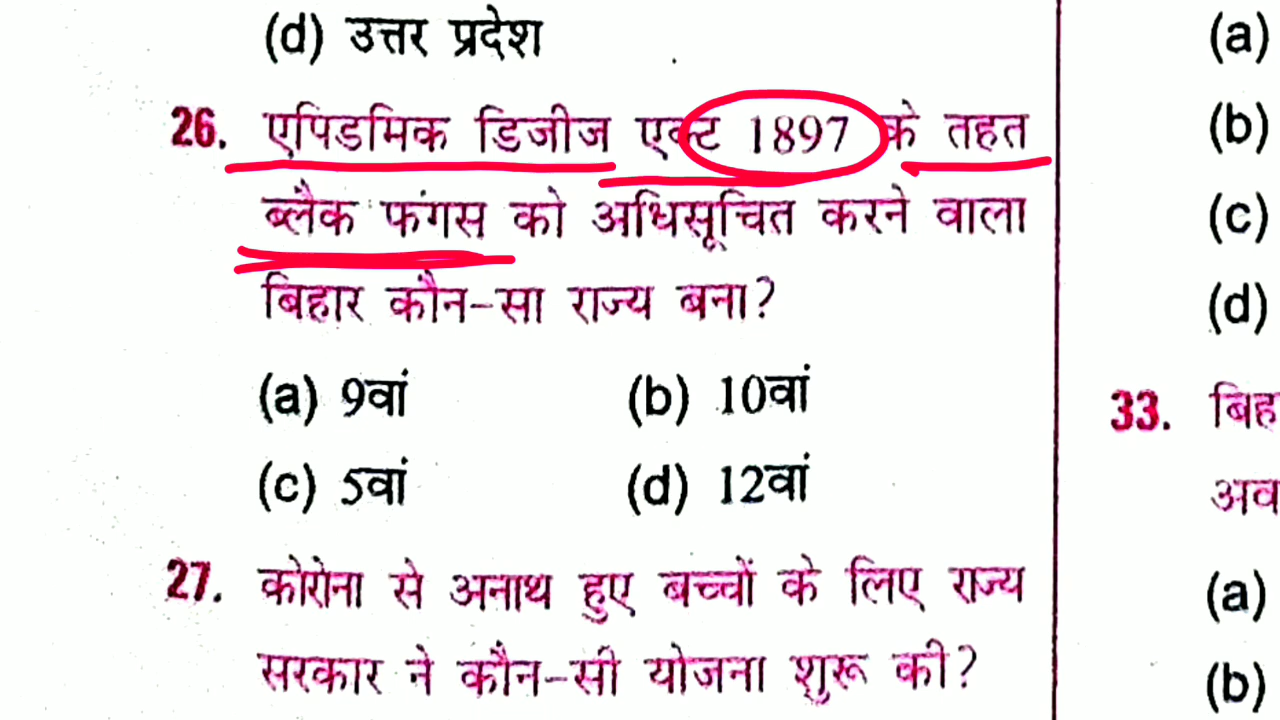 (d) उत्तर प्रदेश
26. एपिडमिक डिजीज एक्ट 1897 के तहत
ब्लैक फंगस को अधिसूचित करने वाला
बिहार कौन-सा राज्य बना?
(a) 9वां (b) 10वां
(c) 5वां (d) 12वां
27. कोरोना से अनाथ हुए बच्चों के लिए राज्य
सरकार ने कौन-सी योजना शुरू की?
(a)
(b)
(c)
(d)
33.
(a)
(b)